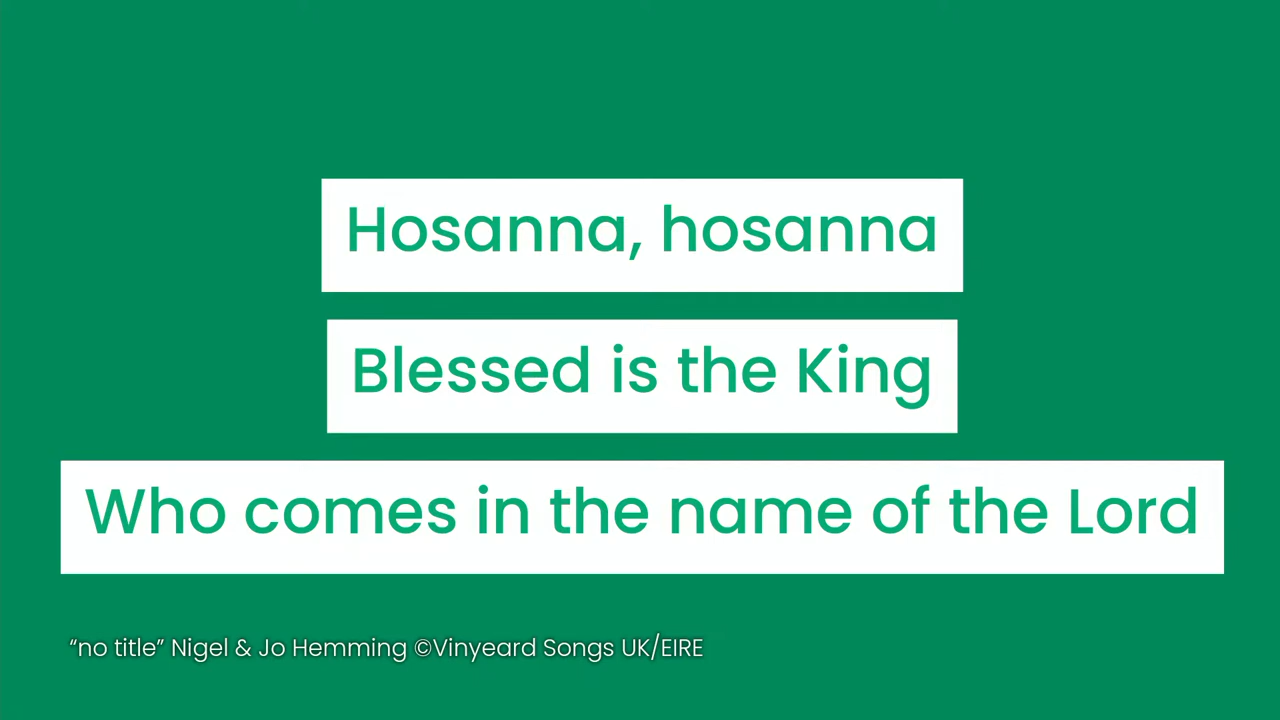 Hosanna, hosanna
Blessed is the King
Who comes in the name of the Lord
“no title” Nigel & Jo Hemming ©Vinyeard Songs UK/EIRE